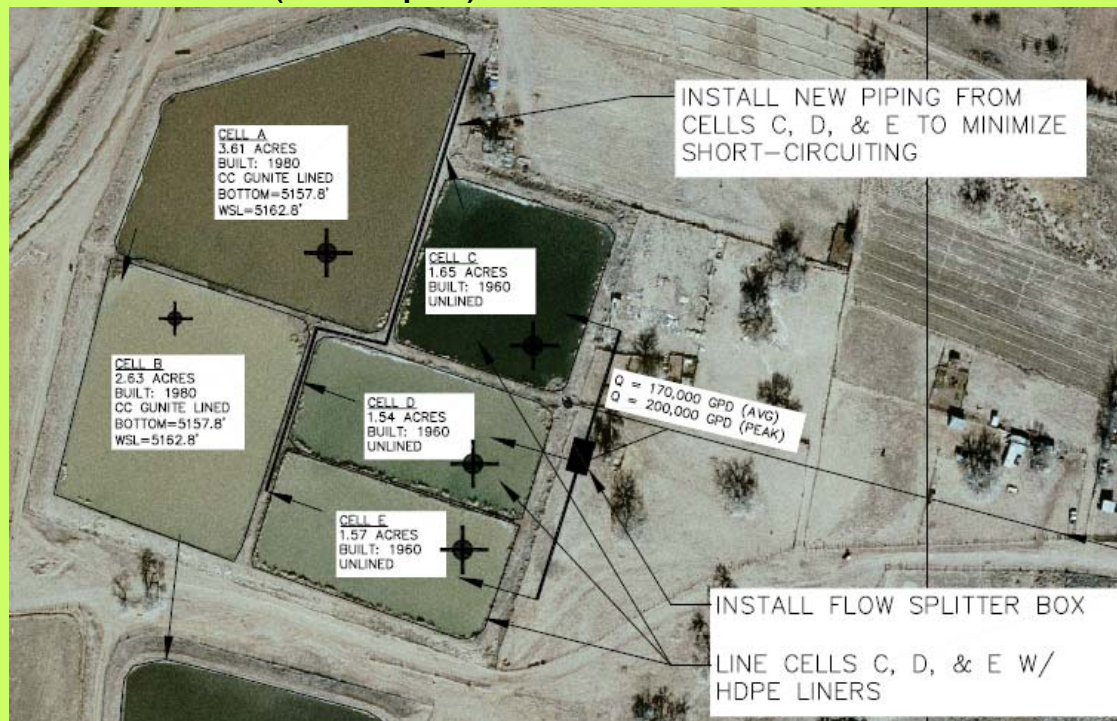 INSTALL NEW PIPING FROM
CELLS C, D, & E TO MINIMIZE
SHORT-CIRCUITING
CELL A
3.61 ACRES
BUILT: 1980
CC GUNITE LINED
BOTTOM=5157.8'
WSL=5162.8'
CELL C
1.65 ACRES
BUILT: 1960
UNLINED
CELL B
2.63 ACRES
BUILT: 1980
CC GUNITE LINED
BOTTOM=5157.8'
WSL=5162.8'
Q = 170,000 GPD (AVG)
Q = 200,000 GPD (PEAK)
CELL D
1.54 ACRES
BUILT: 1960
UNLINED
CELL E
1.57 ACRES
BUILT: 1960
UNLINED
INSTALL FLOW SPLITTER BOX
LINE CELLS C, D, & E W/
HDPE LINERS